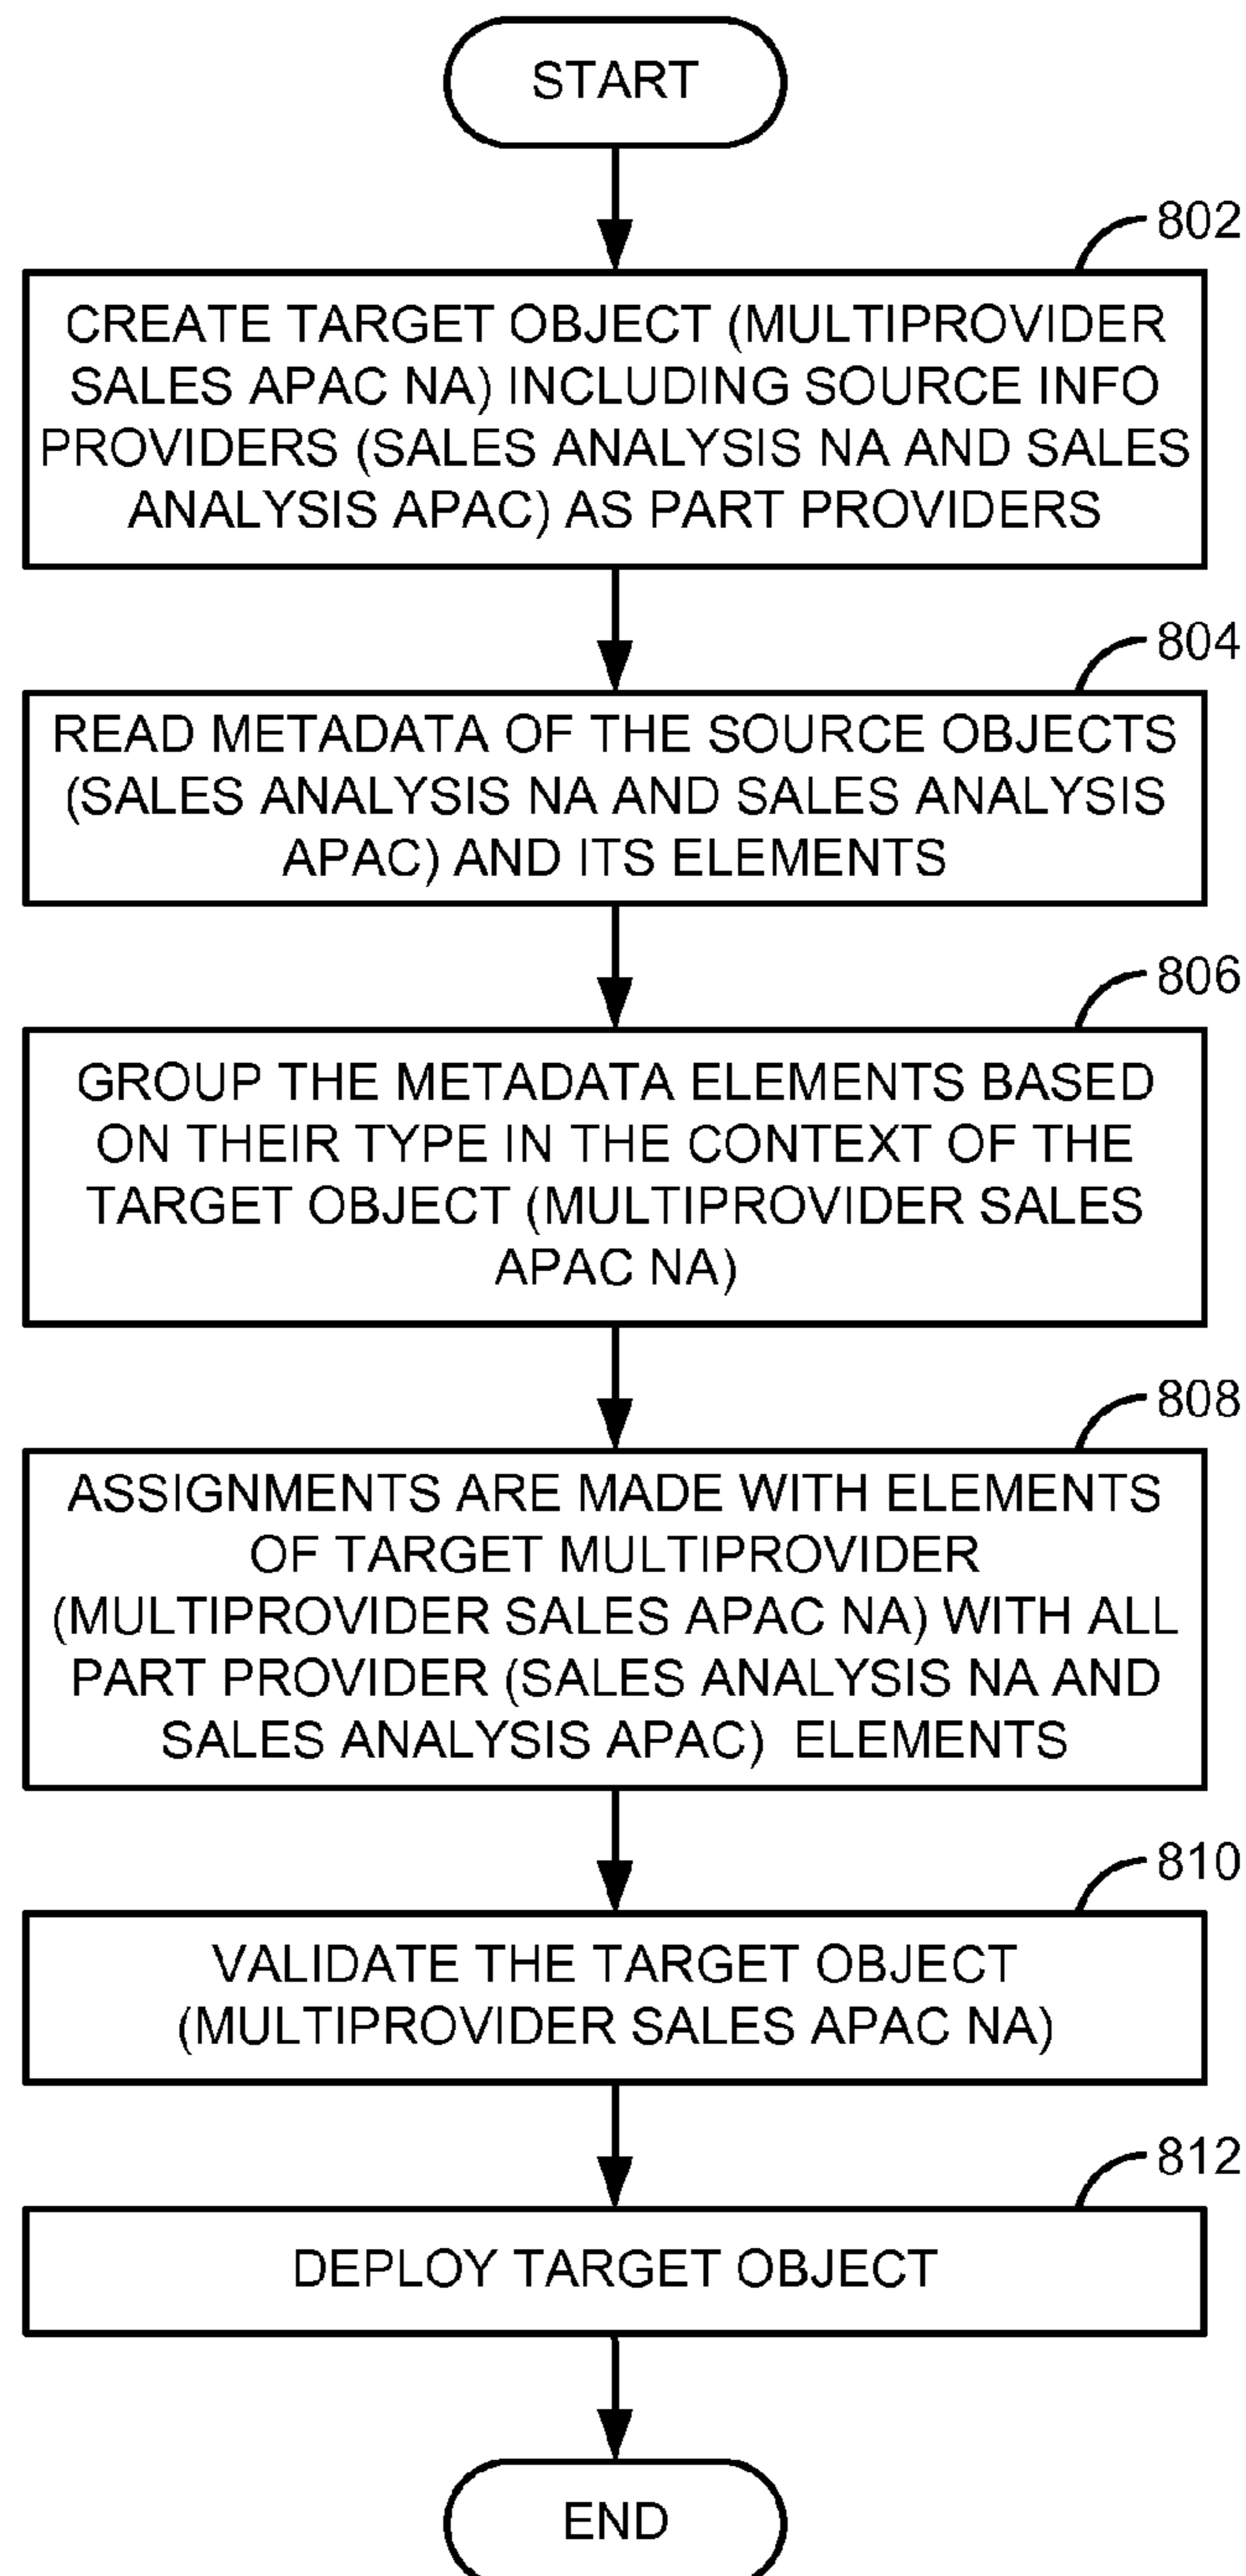 START
802
CREATE TARGET OBJECT (MULTIPROVIDER
SALES APAC NA) INCLUDING SOURCE INFO
PROVIDERS (SALES ANALYSIS NA AND SALES
ANALYSIS APAC) AS PART PROVIDERS
804
READ METADATA OF THE SOURCE OBJECTS
(SALES ANALYSIS NA AND SALES ANALYSIS
APAC) AND ITS ELEMENTS
806
GROUP THE METADATA ELEMENTS BASED
ON THEIR TYPE IN THE CONTEXT OF THE
TARGET OBJECT (MULTIPROVIDER SALES
APAC NA)
808
ASSIGNMENTS ARE MADE WITH ELEMENTS
OF TARGET MULTIPROVIDER
(MULTIPROVIDER SALES APAC NA) WITH ALL
PART PROVIDER (SALES ANALYSIS NA AND
SALES ANALYSIS APAC) ELEMENTS
810
VALIDATE THE TARGET OBJECT
(MULTIPROVIDER SALES APAC NA)
812
DEPLOY TARGET OBJECT
END